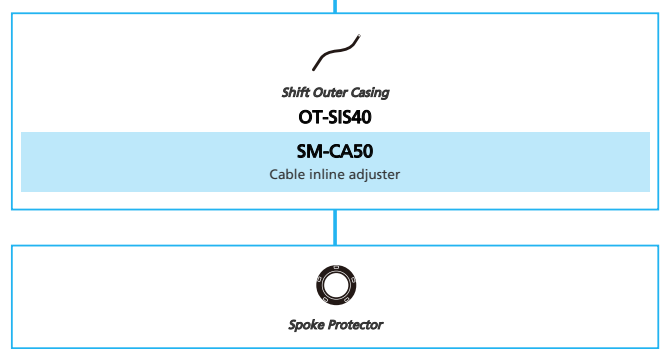 Shift Outer Casing
OT-SIS40
SM-CA50
Cable inline adjuster
Spoke Protector